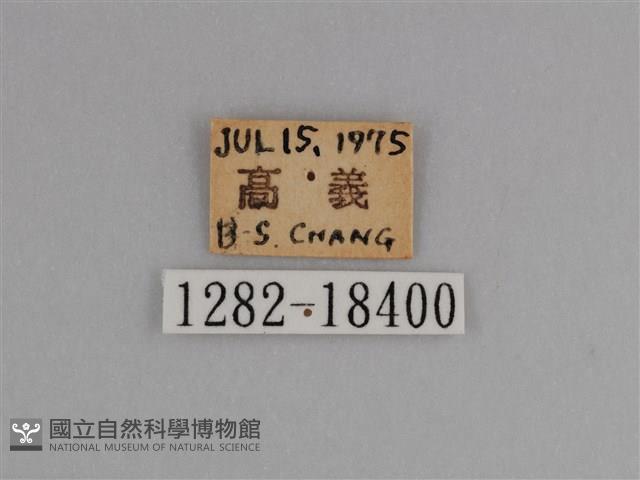 JUL 15, 1975
高義
B-S. CHANG
1282-18400
國立自然科學博物館
NATIONAL MUSEUM OF NATURAL SCIENCE